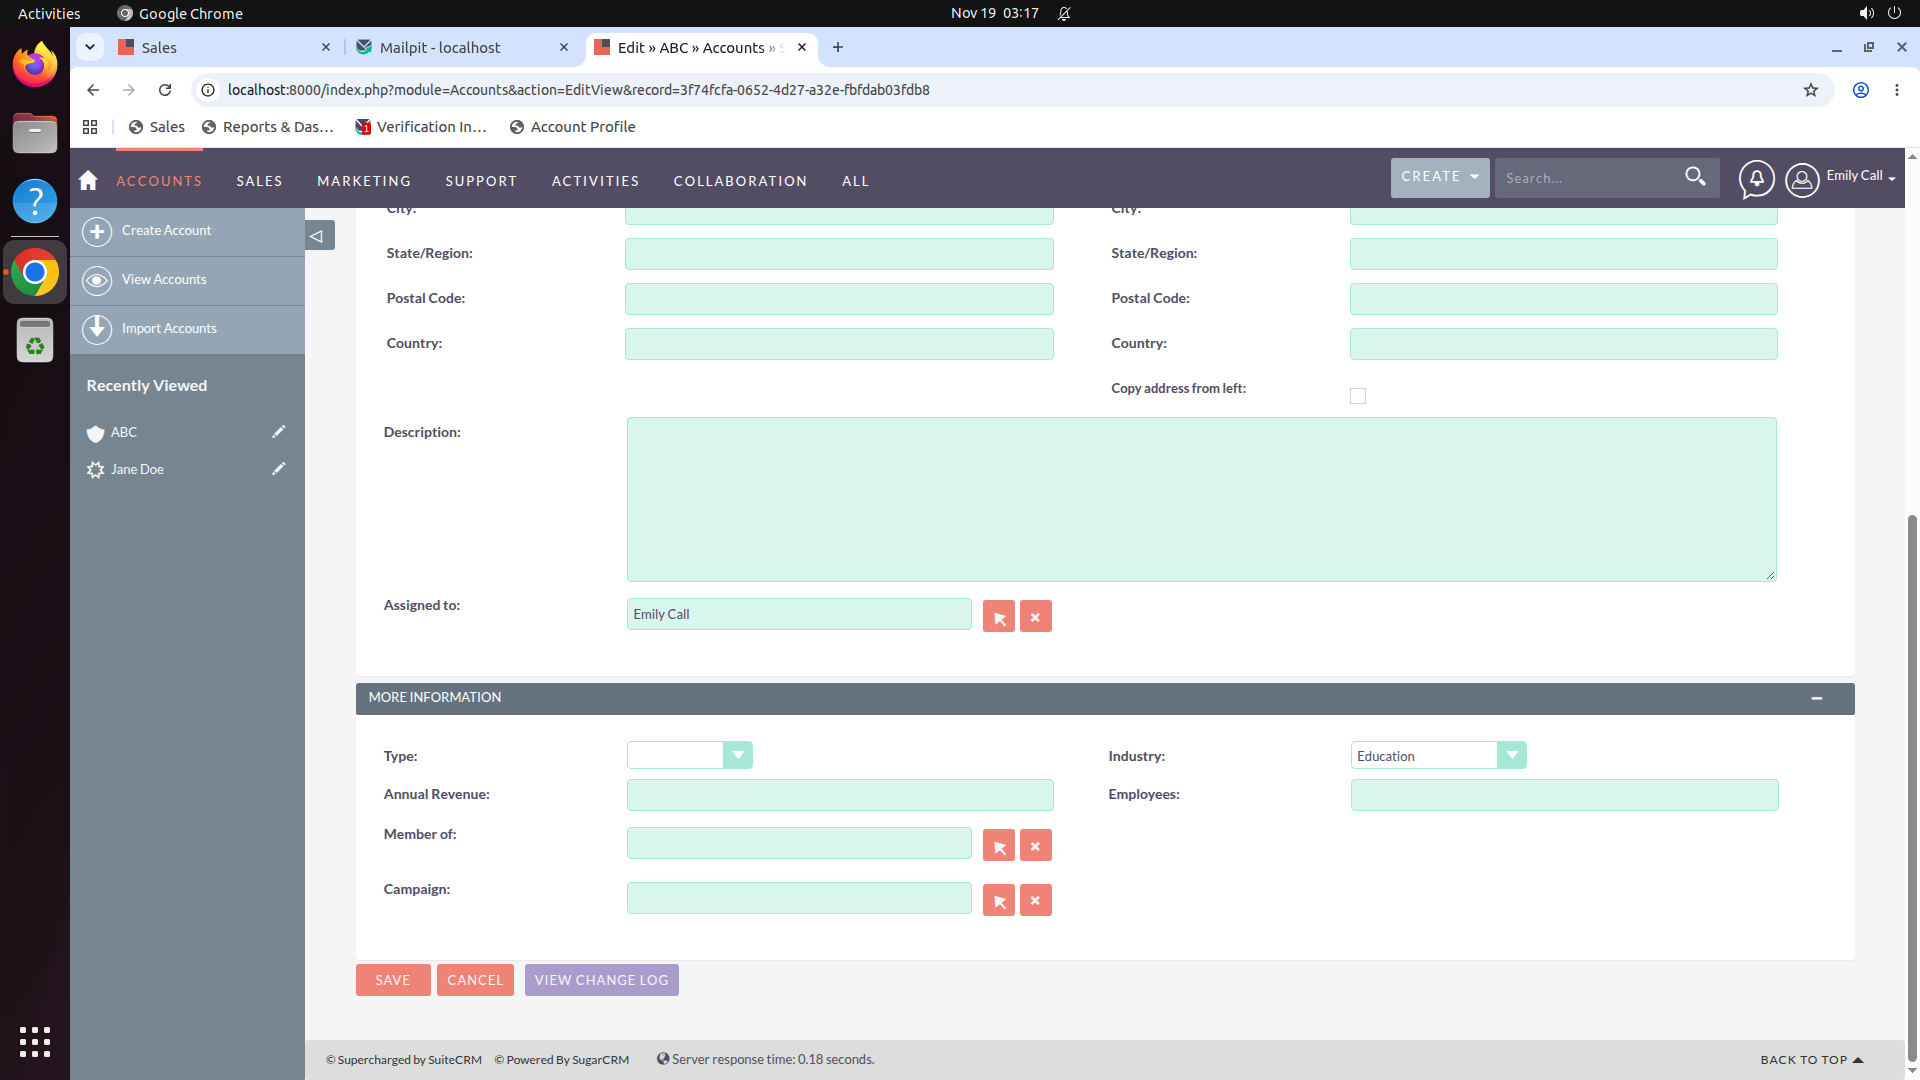 Activities
Google Chrome
Nov 19 03:17
Sales
Mailpit - localhost
Edit » ABC » Accounts »
localhost:8000/index.php?module=Accounts&action=EditView&record=3f74fcfa-0652-4d27-a32e-fbfdab03fdb8
Sales
Reports & Das...
Verification In...
Account Profile
ACCOUNTS
SALES
MARKETING
SUPPORT
ACTIVITIES
COLLABORATION
ALL
CREATE
Search...
Emily Call
Create Account
View Accounts
Import Accounts
Recently Viewed
ABC
Jane Doe
City:
City:
State/Region:
State/Region:
Postal Code:
Postal Code:
Country:
Country:
Copy address from left:
Description:
Assigned to:
Emily Call
MORE INFORMATION
Type:
Industry:
Education
Annual Revenue:
Employees:
Member of:
Campaign:
SAVE
CANCEL
VIEW CHANGE LOG
© Supercharged by SuiteCRM
© Powered By SugarCRM
Server response time: 0.18 seconds.
BACK TO TOP